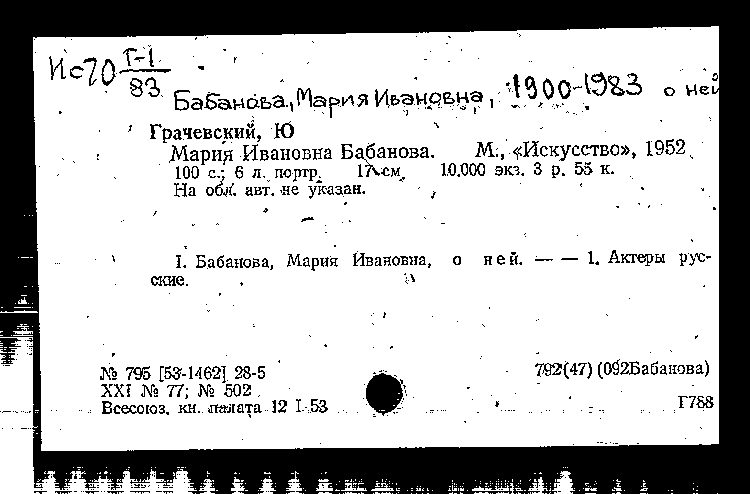 Ис70 Г-1
83
Бабанова, Мария Ивановна, 1900-1983 о ней
Грачевский, Ю
Мария Ивановна Бабанова. М., «Искусство», 1952
100 с.; 6 л. портр. 17 см. 10.000 экз. 3 р. 55 к.
На обл. авт. не указан.
I. Бабанова, Мария Ивановна, о ней. — — 1. Актеры рус-
ские.
№ 795 [53-1462] 28-5
792(47) (092Бабанова)
XXI № 77; № 502
Всесоюз. кн. палата 12 I-53
Г788